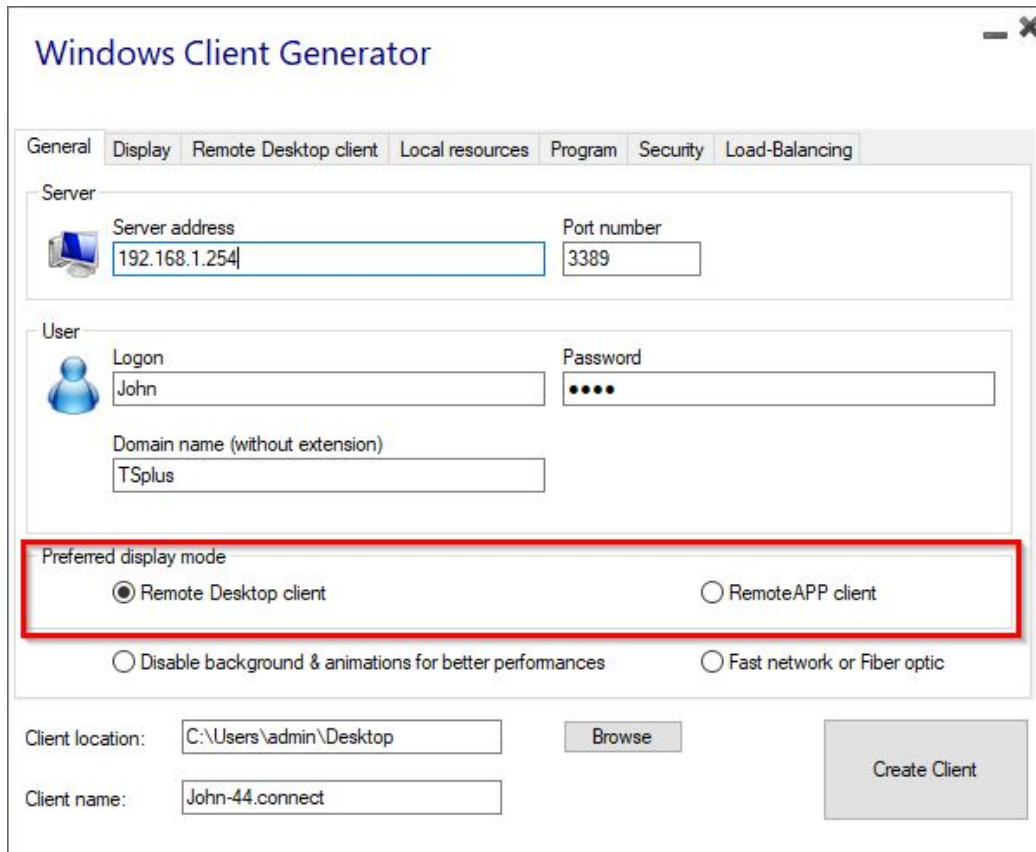 Windows Client Generator
General Display Remote Desktop client Local resources Program Security Load-Balancing
Server
Server address Port number
192.168.1.254 3389
User
Logon Password
John ●●●●
Domain name (without extension)
TSplus
Preferred display mode
Remote Desktop client RemoteAPP client
Disable background & animations for better performances Fast network or Fiber optic
Client location: C:\Users\admin\Desktop Browse
Create Client
Client name: John-44.connect